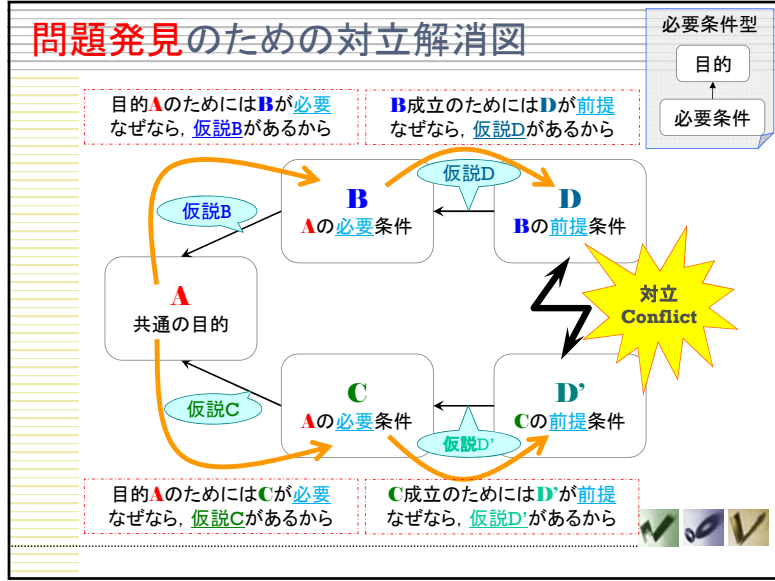 問題発見のための対立解消図
必要条件型
目的
必要条件
目的Aのためには Bが必要
なぜなら, 仮説Bがあるから
B成立のためにはDが前提
なぜなら, 仮説Dがあるから
仮説B
B
Aの必要条件
仮説D
D
Bの前提条件
A
共通の目的
対立
Conflict
仮説C
C
Aの必要条件
仮説D'
D'
Cの前提条件
目的Aのためには Cが必要
なぜなら, 仮説Cがあるから
C成立のためにはD'が前提
なぜなら, 仮説D'があるから